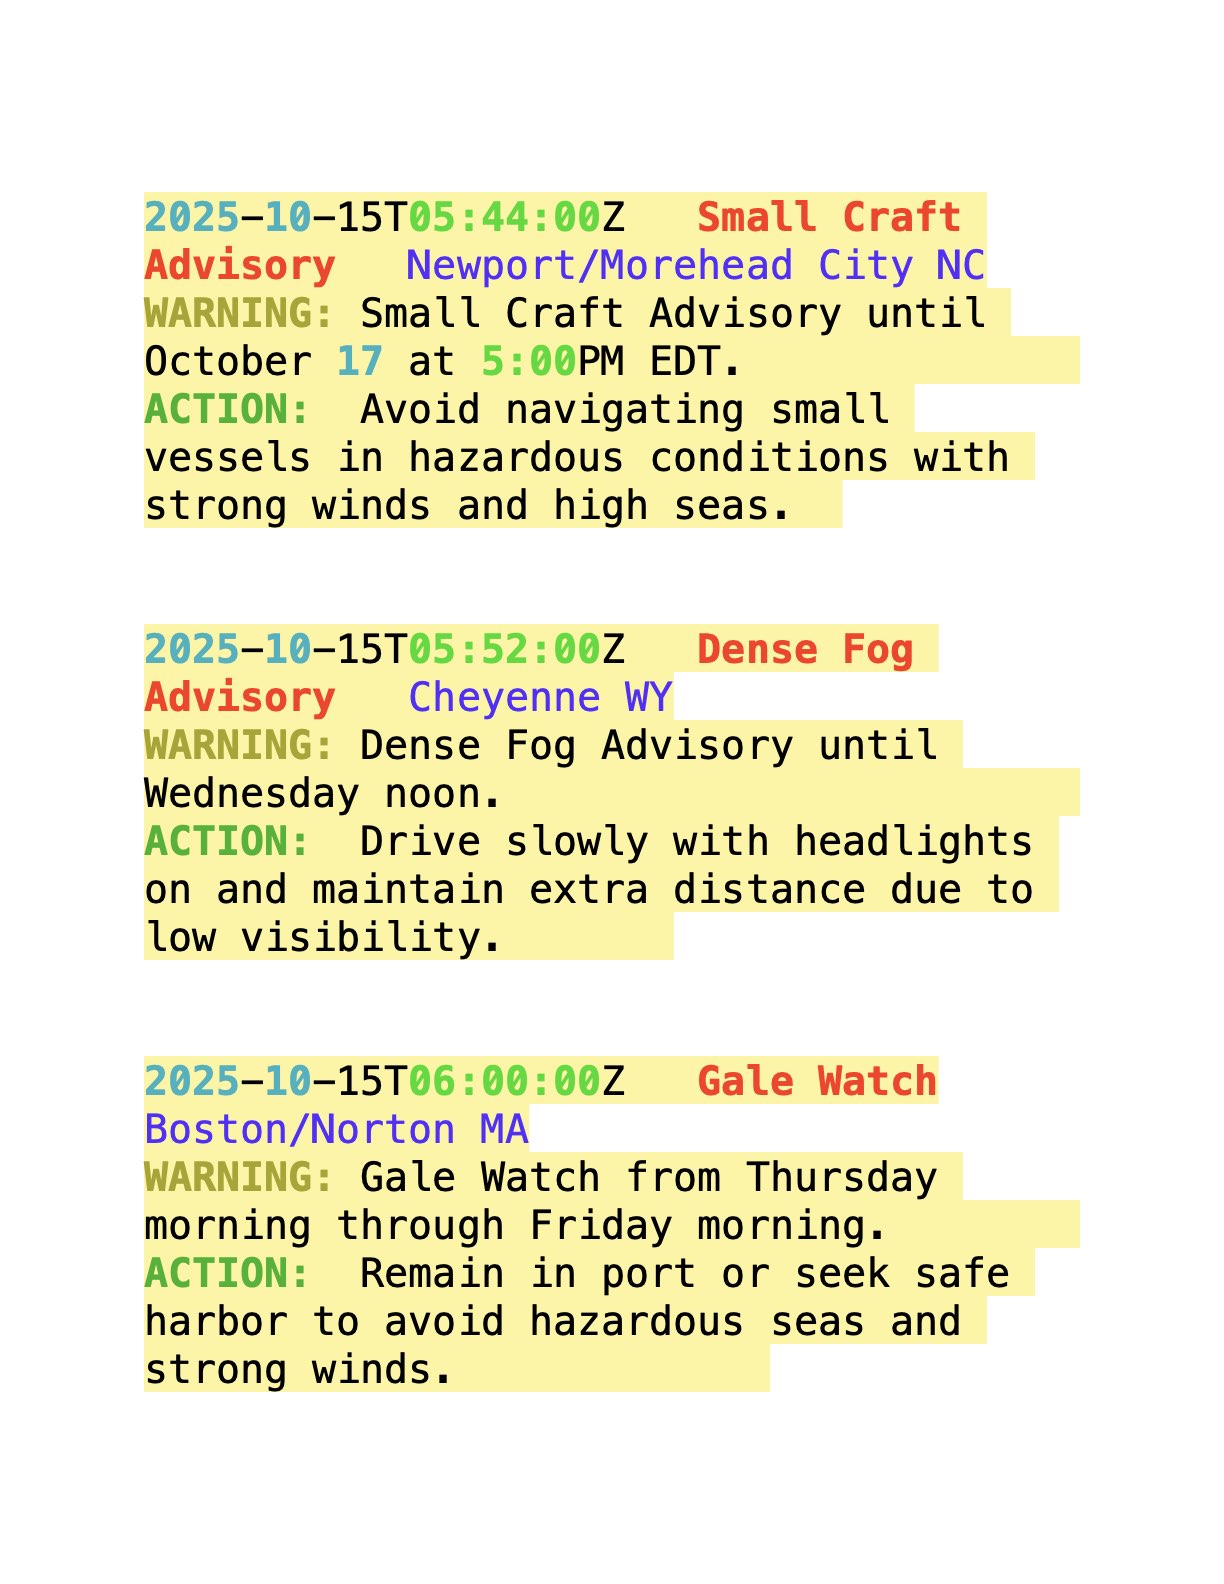 2025-10-15T05:44:00Z   Small Craft
Advisory   Newport/Morehead City NC
WARNING: Small Craft Advisory until
October 17 at 5:00PM EDT.
ACTION:  Avoid navigating small
vessels in hazardous conditions with
strong winds and high seas.
2025-10-15T05:52:00Z   Dense Fog
Advisory   Cheyenne WY
WARNING: Dense Fog Advisory until
Wednesday noon.
ACTION:  Drive slowly with headlights
on and maintain extra distance due to
low visibility.
2025-10-15T06:00:00Z   Gale Watch
Boston/Norton MA
WARNING: Gale Watch from Thursday
morning through Friday morning.
ACTION:  Remain in port or seek safe
harbor to avoid hazardous seas and
strong winds.